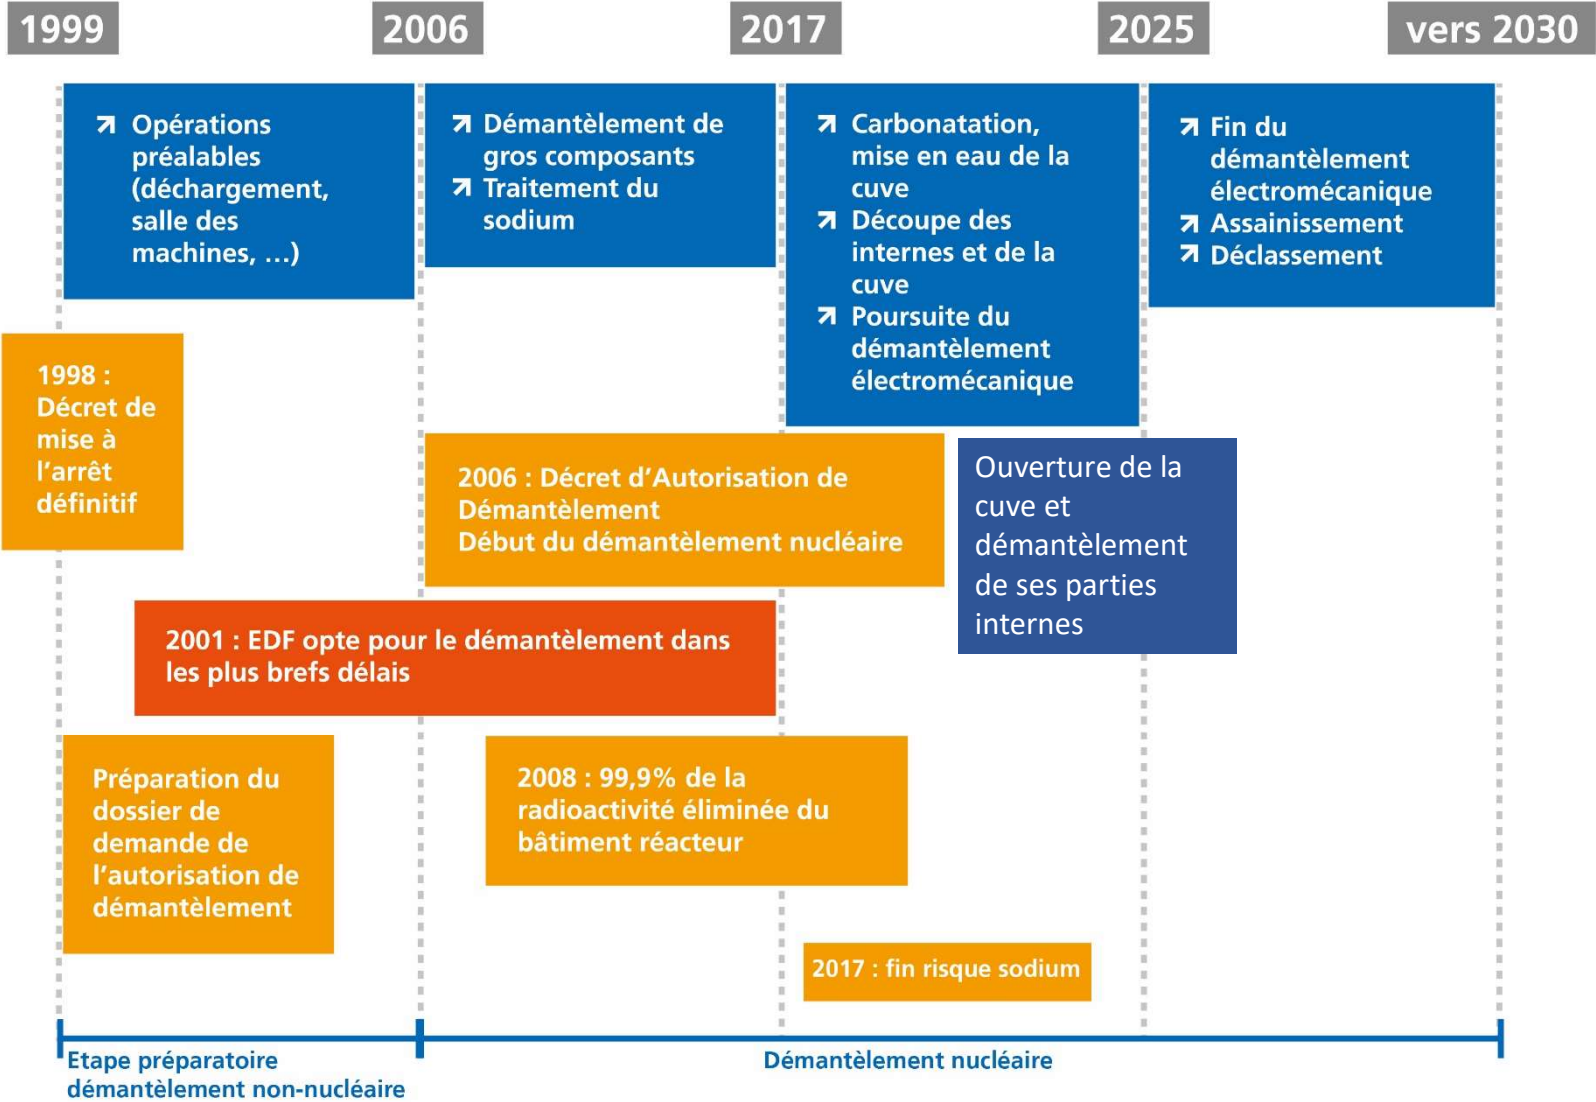 1999
2006
2017
2025
vers 2030
Opérations
préalables
(déchargement,
salle des
machines, ...)
Démantèlement de
gros composants
Traitement du
sodium
Carbonatation,
mise en eau de la
cuve
Découpe des
internes et de la
cuve
Poursuite du
démantèlement
électromécanique
Fin du
démantèlement
électromécanique
Assainissement
Déclassement
1998 :
Décret de
mise à
l'arrêt
définitif
2006 : Décret d'Autorisation de
Démantèlement
Début du démantèlement nucléaire
Ouverture de la
cuve et
démantèlement
de ses parties
internes
2001 : EDF opte pour le démantèlement dans
les plus brefs délais
Préparation du
dossier de
demande de
l'autorisation de
démantèlement
2008 : 99,9% de la
radioactivité éliminée du
bâtiment réacteur
2017 : fin risque sodium
Etape préparatoire
démantèlement non-nucléaire
Démantèlement nucléaire